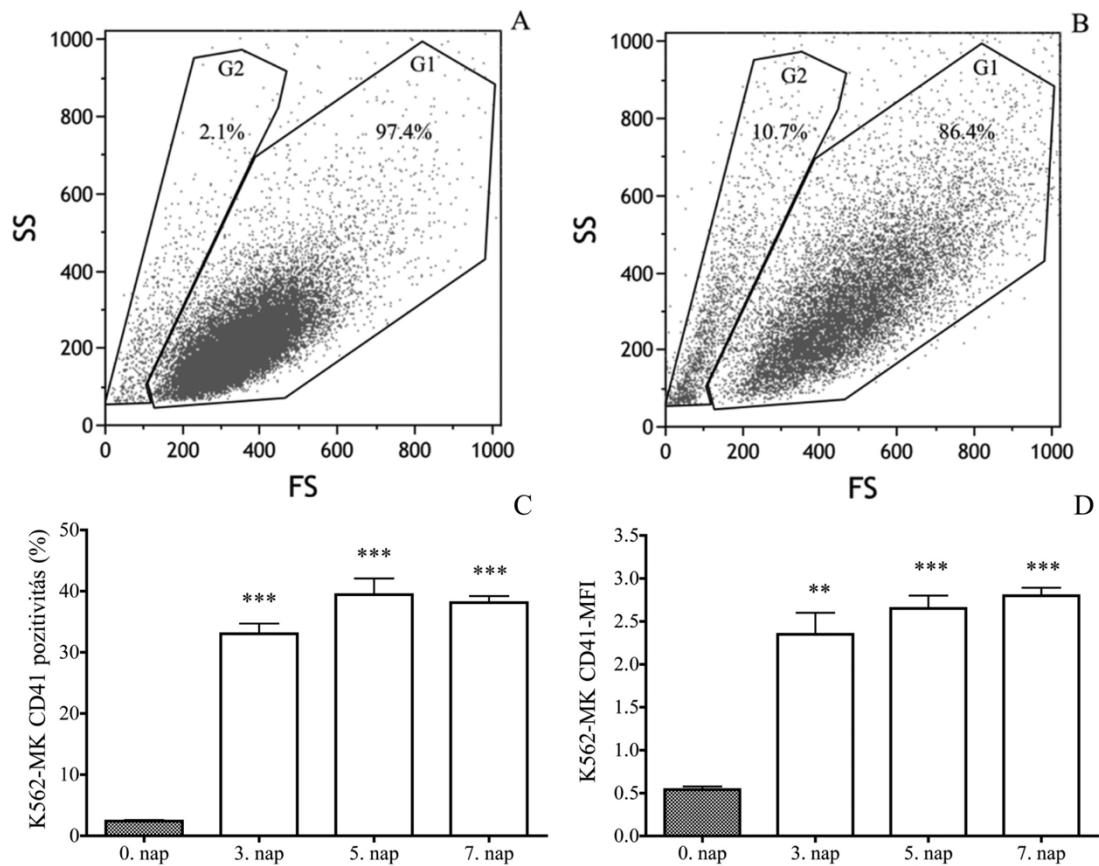 A
1000
G2
G1
800
2.1%
97.4%
600
SS
400
200
0
0 200 400 600 800 1000
FS
B
1000
G2
G1
800
10.7%
86.4%
600
SS
400
200
0
0 200 400 600 800 1000
FS
C
50
***
***
40
***
30
20
10
0
K562-MK CD41 pozitivitás (%)
0. nap 3. nap 5. nap 7. nap
D
3.5
***
***
3.0
**
2.5
2.0
1.5
1.0
0.5
0.0
K562-MK CD41-MFI
0. nap 3. nap 5. nap 7. nap